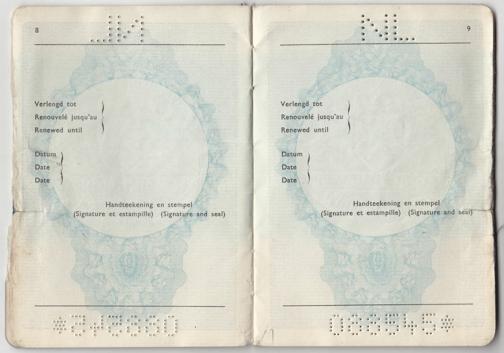 8
Verlengd tot
Renouvelé jusqu'au
Renewed until
Datum
Date
Date
Handteekening en stempel
(Signature et estampille) (Signature and seal)
NL
9
Verlengd tot
Renouvelé jusqu'au
Renewed until
Datum
Date
Date
Handteekening en stempel
(Signature et estampille) (Signature and seal)